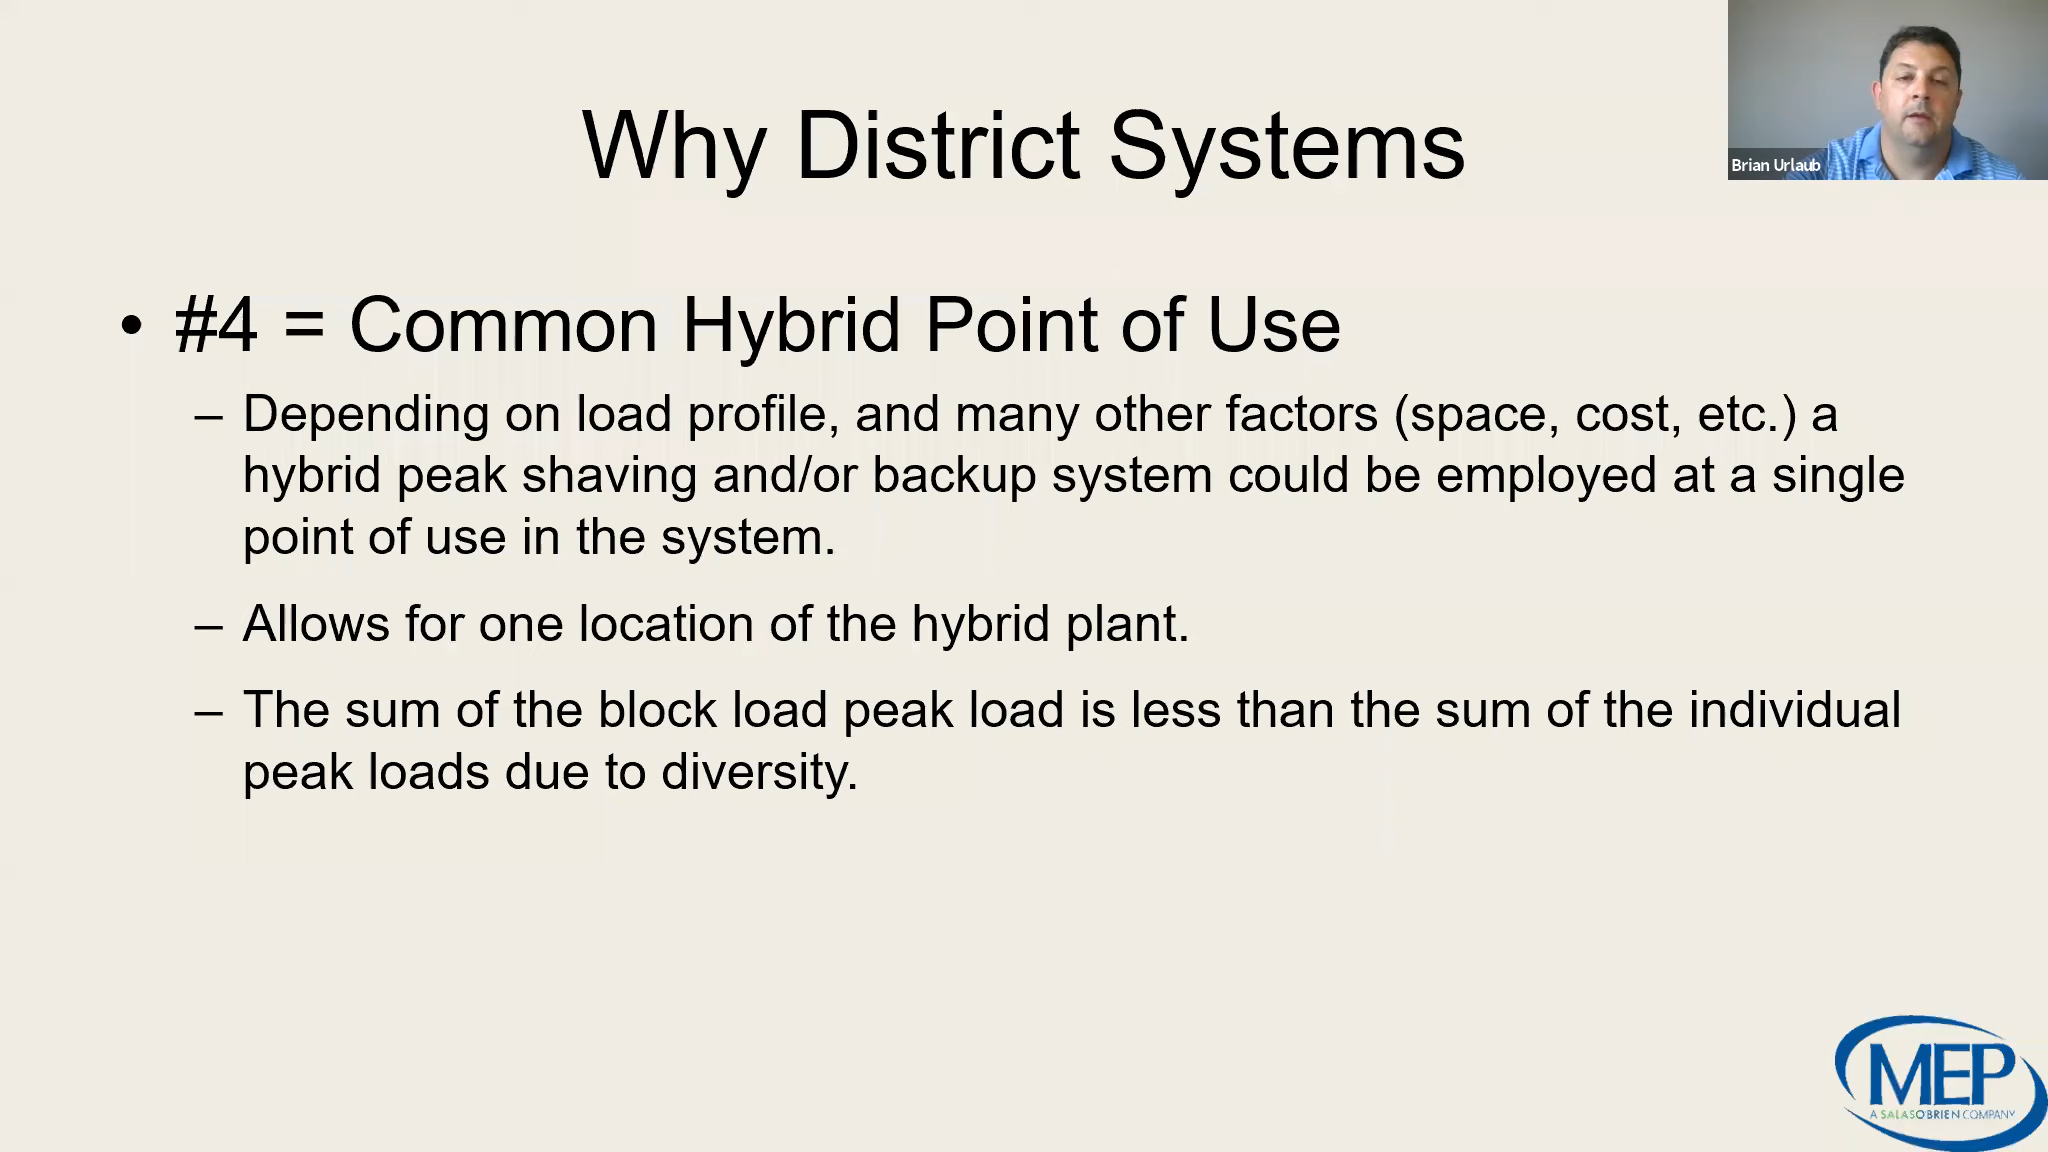 Why District Systems
Brian Urlaub
• #4 = Common Hybrid Point of Use
– Depending on load profile, and many other factors (space, cost, etc.) a
hybrid peak shaving and/or backup system could be employed at a single
point of use in the system.
– Allows for one location of the hybrid plant.
– The sum of the block load peak load is less than the sum of the individual
peak loads due to diversity.
MEP
A SALASO'BRIEN COMPANY